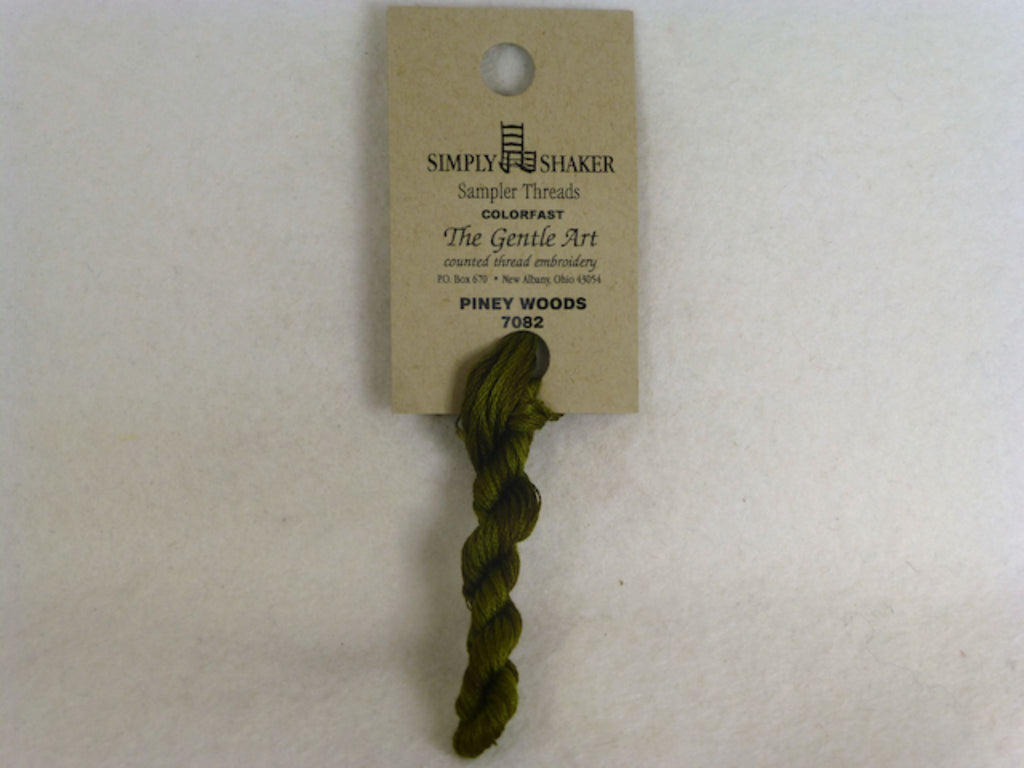 SIMPLY SHAKER
Sampler Threads
COLORFAST
The Gentle Art
counted thread embroidery
P.O. Box 670 • New Albany, Ohio 43054
PINEY WOODS
7082